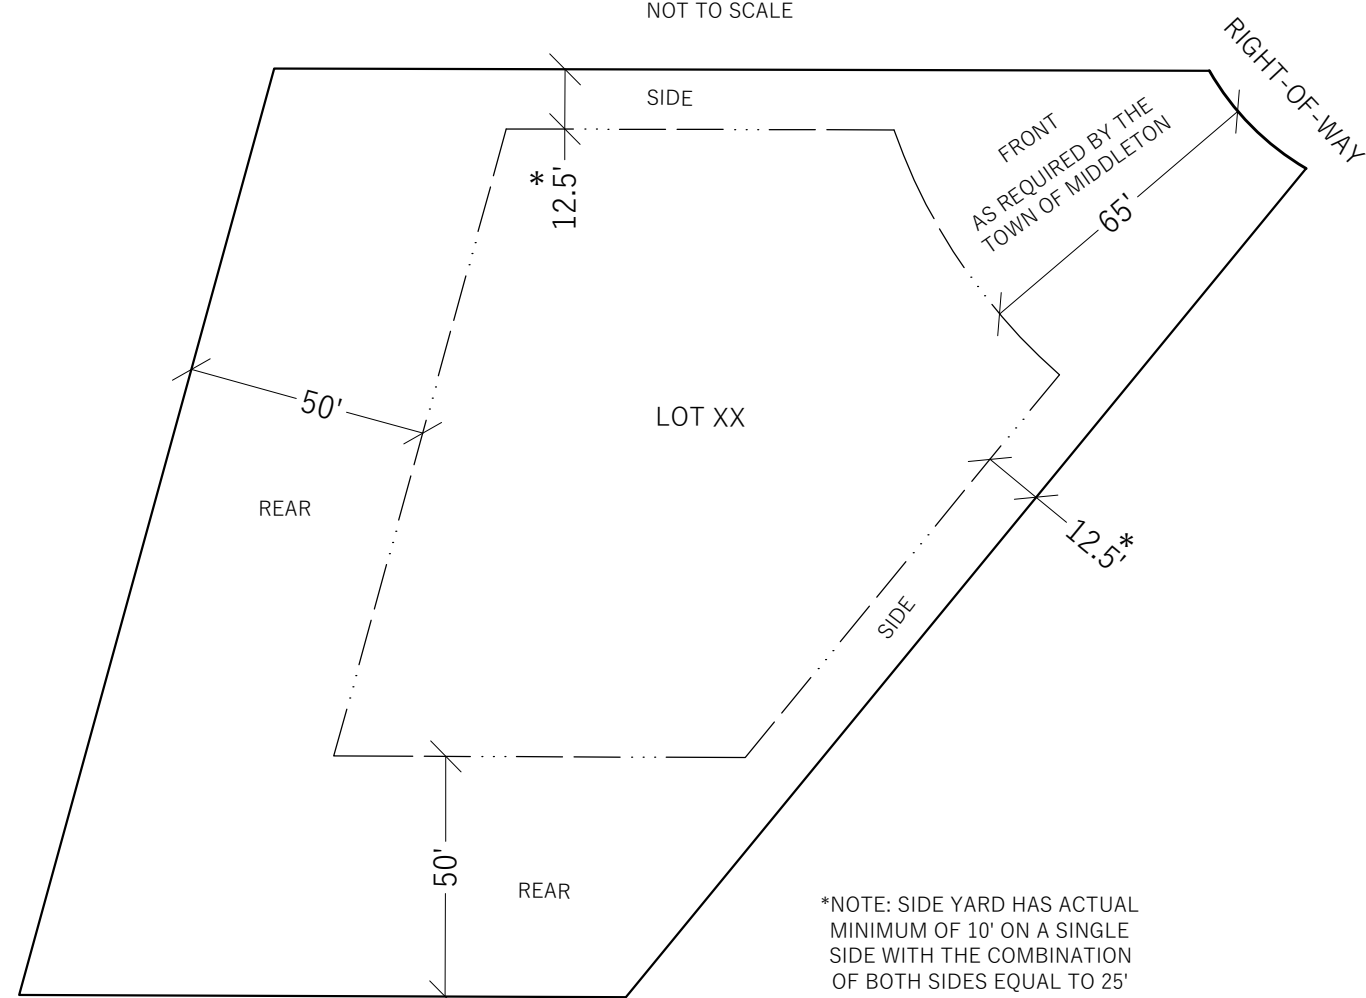 NOT TO SCALE
RIGHT-OF-WAY
SIDE
FRONT
AS REQUIRED BY THE
TOWN OF MIDDLETON
65'
*
12.5'
50'
LOT XX
REAR
12.5'*
SIDE
50'
REAR
*NOTE: SIDE YARD HAS ACTUAL
MINIMUM OF 10' ON A SINGLE
SIDE WITH THE COMBINATION
OF BOTH SIDES EQUAL TO 25'